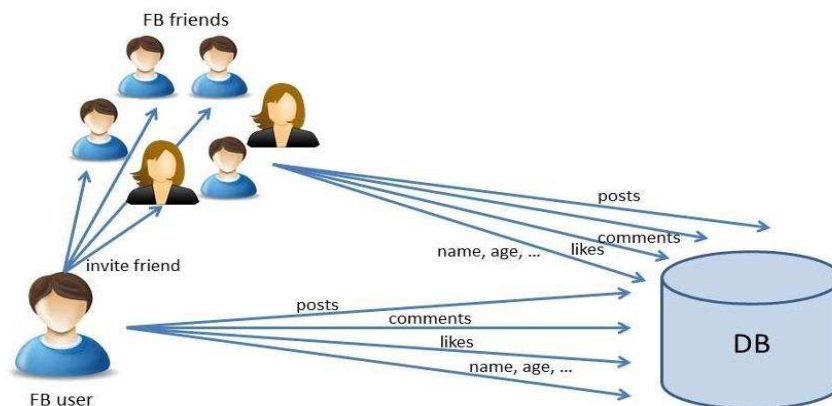 FB friends
posts
comments
likes
name, age, ...
invite friend
posts
comments
likes
name, age, ...
DB
FB user